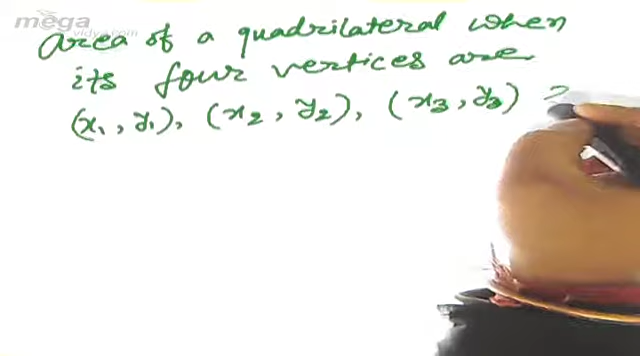 mega
vidya.com
Area of a quadrilateral when
its four vertices are
(x₁, y₁), (x₂, y₂), (x₃, y₃)